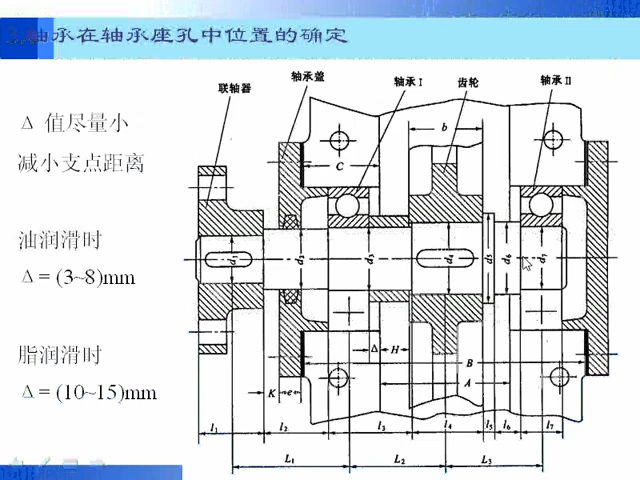 3.轴承在轴承座孔中位置的确定
Δ 值尽量小
减小支点距离
油润滑时
Δ = (3~8)mm
脂润滑时
Δ = (10~15)mm
联轴器
轴承盖
轴承 I
齿轮
轴承 II
b
C
d₁
d₂
d₃
d₄
d₅
d₆
d₇
Δ
H
B
A
K
e
l₁
l₂
l₃
l₄
l₅
l₆
l₇
L₁
L₂
L₃